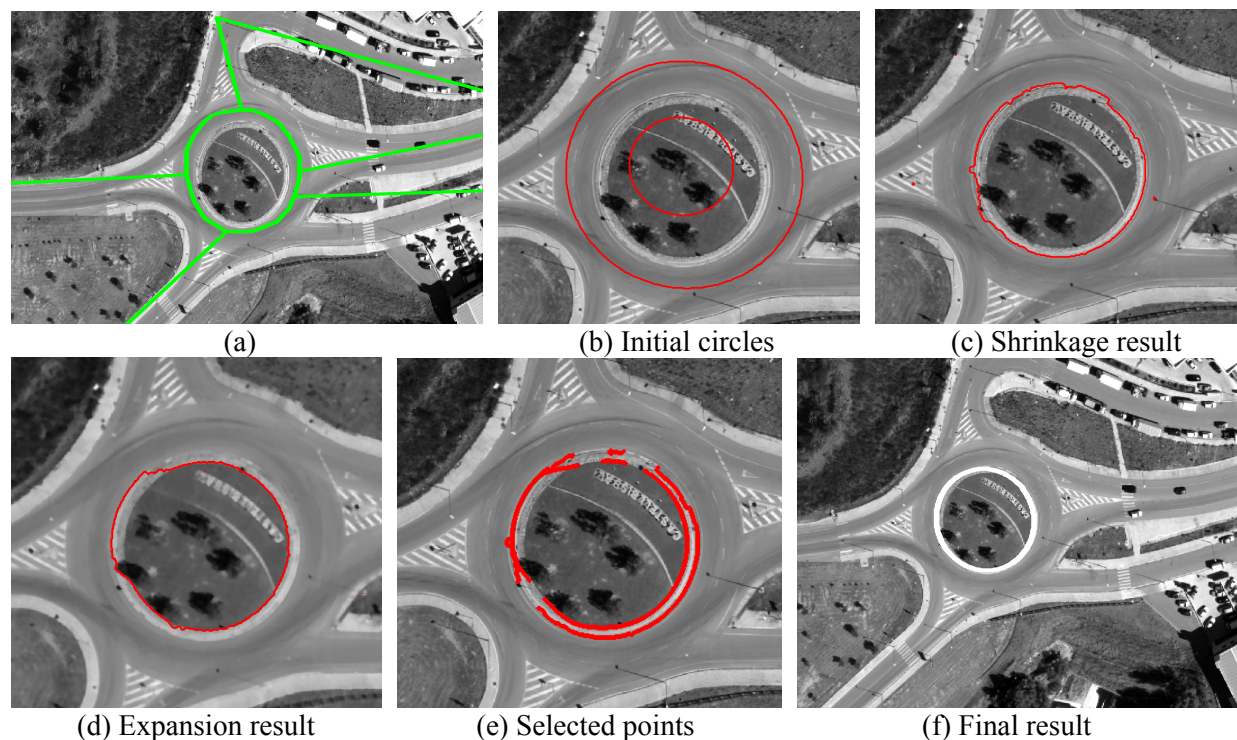 (a)
(b) Initial circles
(c) Shrinkage result
(d) Expansion result
(e) Selected points
(f) Final result